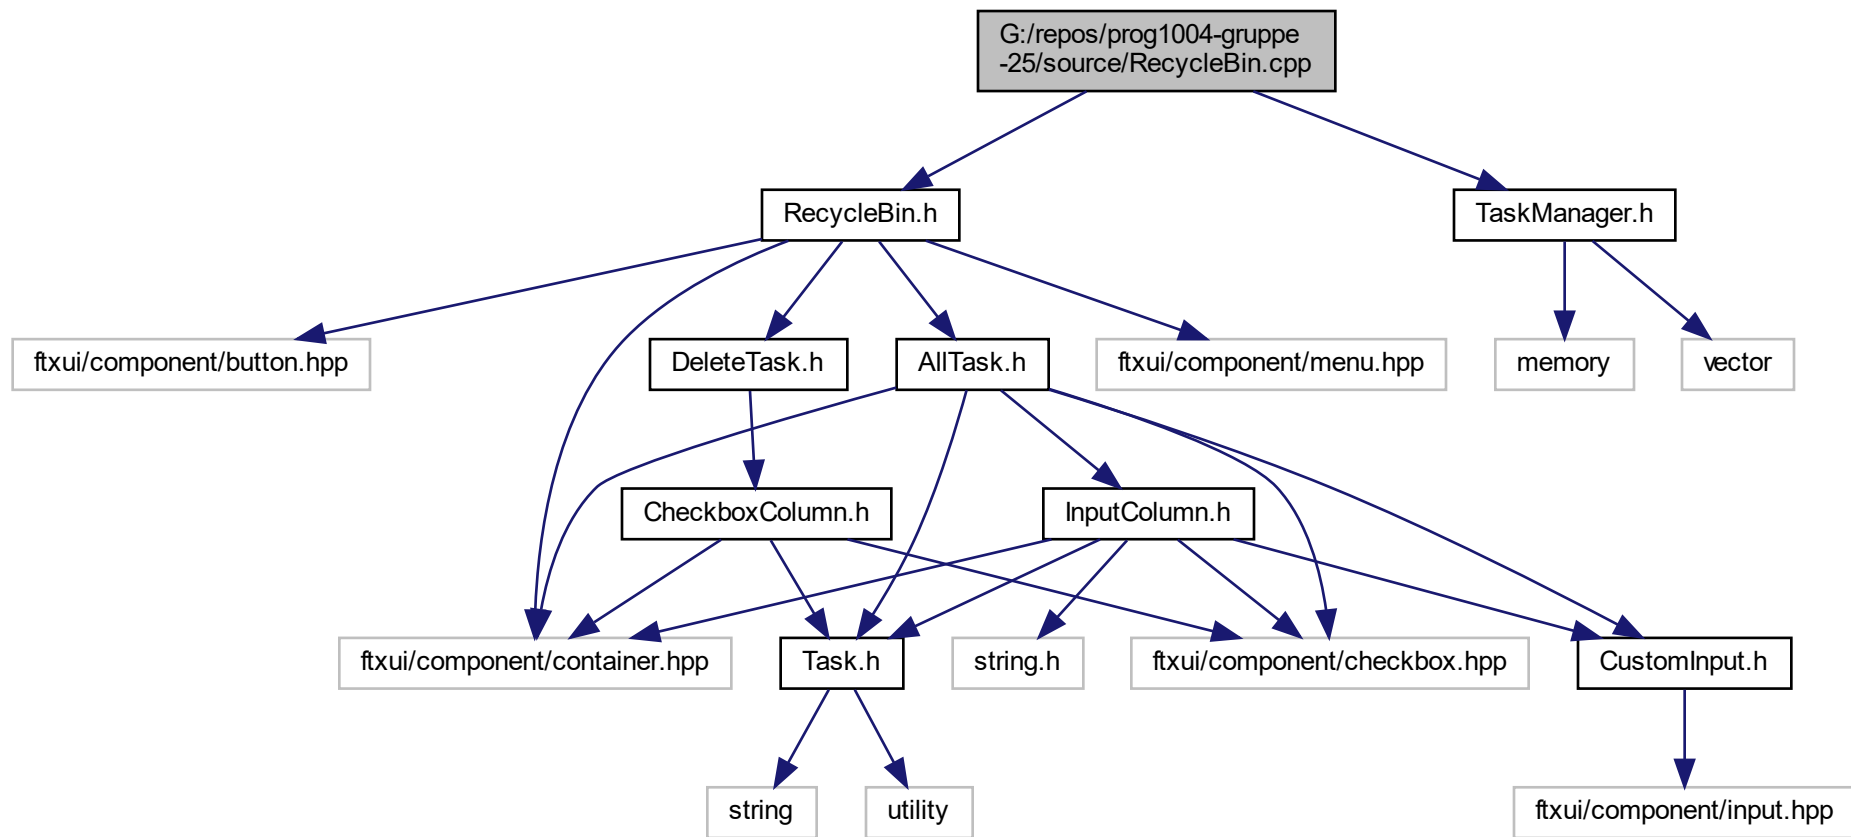 G:/repos/prog1004-gruppe
-25/source/RecycleBin.cpp
RecycleBin.h
TaskManager.h
ftxui/component/button.hpp
DeleteTask.h
AllTask.h
ftxui/component/menu.hpp
memory
vector
CheckboxColumn.h
InputColumn.h
ftxui/component/container.hpp
Task.h
string.h
ftxui/component/checkbox.hpp
CustomInput.h
string
utility
ftxui/component/input.hpp